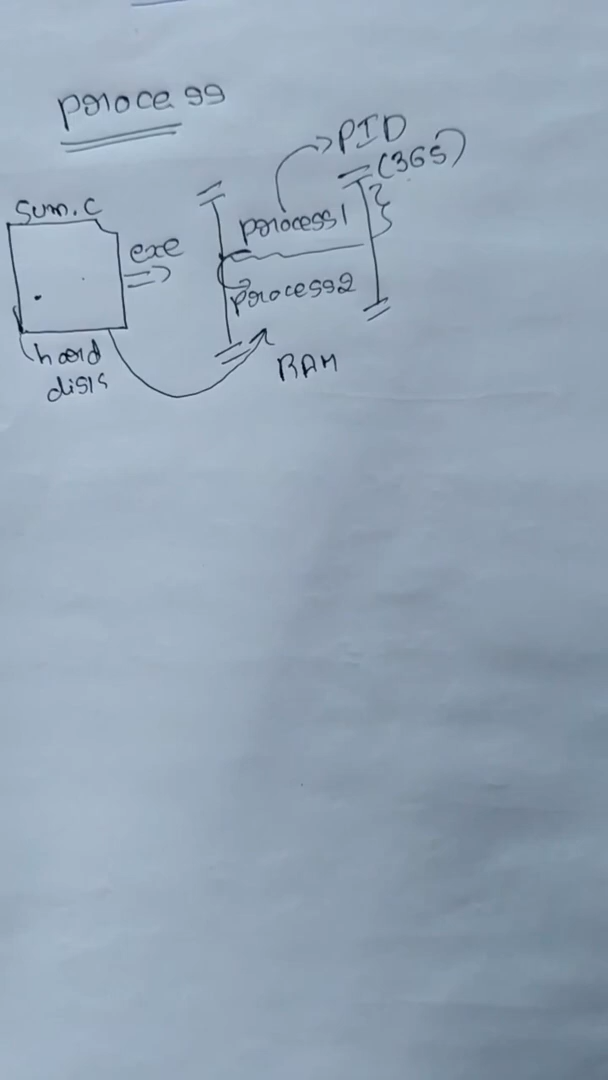 process
PID
(365)
sum.c
exe
process1
process2
hard
disk
RAM